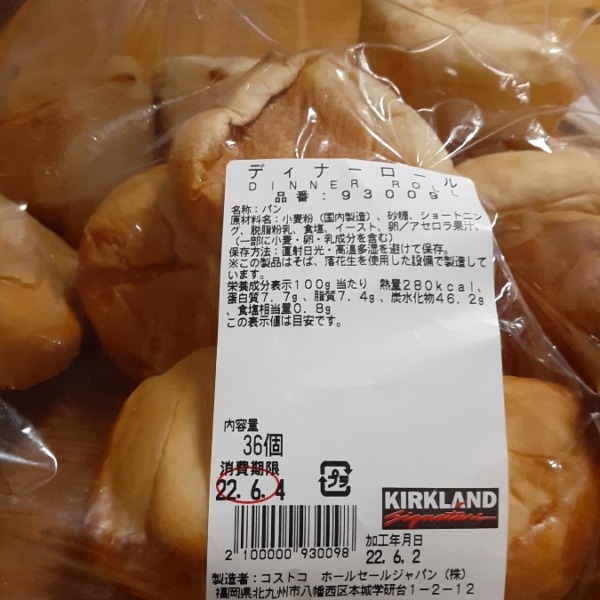 ディナーロール
DINNER ROLL
品番:93009
名称:パン
原材料名:小麦粉(国内製造)、砂糖、ショートニン
グ、脱脂粉乳、食塩、イースト、卵/アセロラ果汁、
(一部に小麦・卵・乳成分を含む)
保存方法:直射日光・高温多湿を避けて保存。
※この製品はそば、落花生を使用した設備で製造して
います。
栄養成分表示100g当たり 熱量280kcal、
蛋白質7.7g、脂質7.4g、炭水化物46.2g
、食塩相当量0.8g
この表示値は目安です。
内容量
36個
消費期限
22.6.4
プラ
KIRKLAND
Signature
2 100000 930098
加工年月日
22.6.2
製造者:コストコ ホールセールジャパン(株)
福岡県北九州市八幡西区本城学研台1-2-12